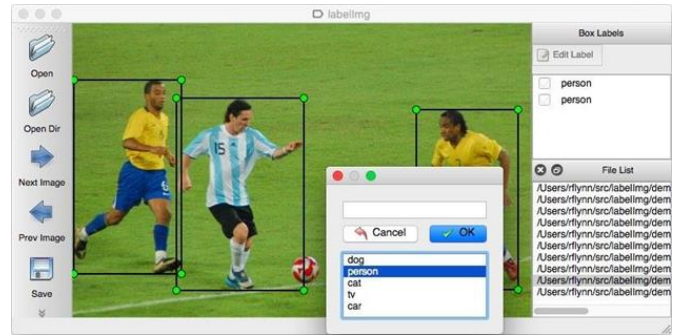 labelImg
Open
Open Dir
Next Image
Prev Image
Save
15
6
Cancel
OK
dog
person
cat
tv
car
Box Labels
Edit Label
person
person
File List
/Users/rflynn/src/labelImg/dem
/Users/rflynn/src/labelImg/dem
/Users/rflynn/src/labelImg/dem
/Users/rflynn/src/labelImg/dem
/Users/rflynn/src/labelImg/dem
/Users/rflynn/src/labelImg/dem
/Users/rflynn/src/labelImg/dem
/Users/rflynn/src/labelImg/dem
/Users/rflynn/src/labelImg/dem
/Users/rflynn/src/labelImg/dem